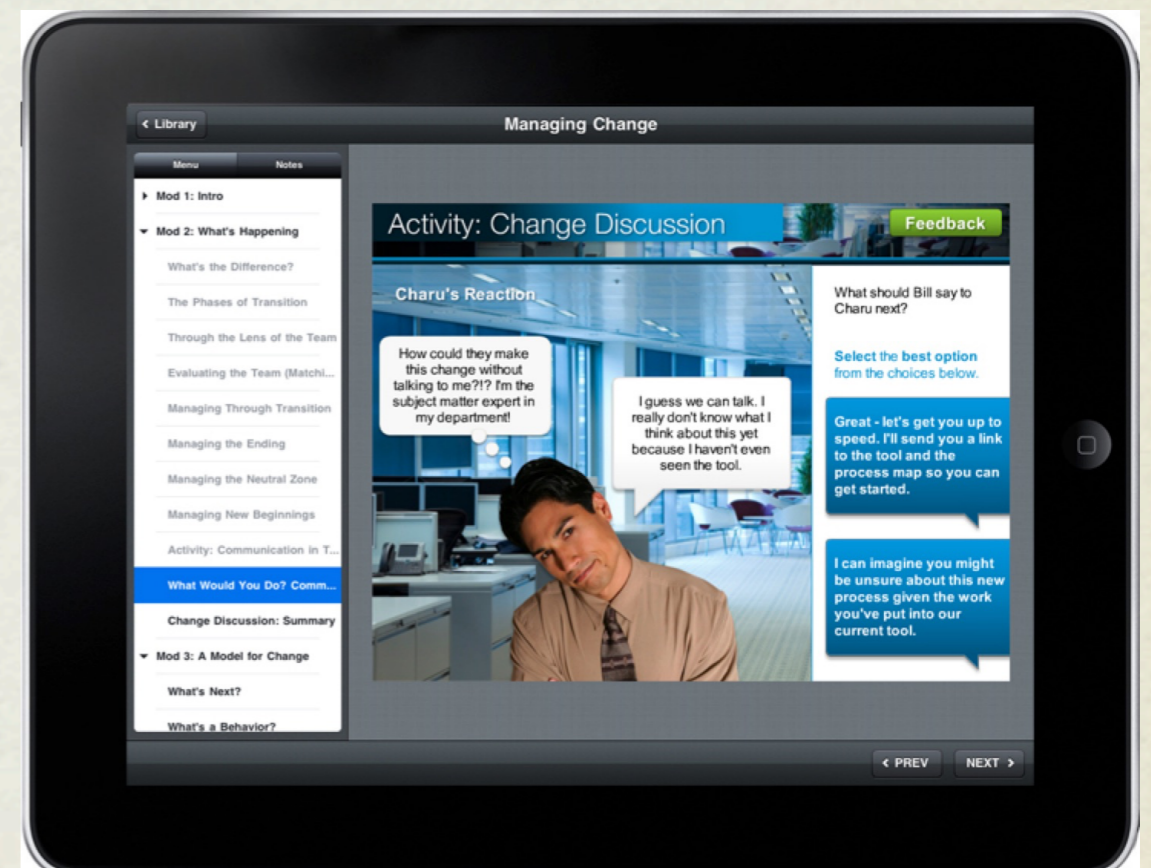 Library
Managing Change
Menu
Notes
Mod 1: Intro
Mod 2: What's Happening
What's the Difference?
The Phases of Transition
Through the Lens of the Team
Evaluating the Team (Matchi...
Managing Through Transition
Managing the Ending
Managing the Neutral Zone
Managing New Beginnings
Activity: Communication in T...
What Would You Do? Comm...
Change Discussion: Summary
Mod 3: A Model for Change
What's Next?
What's a Behavior?
Activity: Change Discussion
Feedback
Charu's Reaction
How could they make
this change without
talking to me?!? I'm the
subject matter expert in
my department!
I guess we can talk. I
really don't know what I
think about this yet
because I haven't even
seen the tool.
What should Bill say to
Charu next?
Select the best option
from the choices below.
Great - let's get you up to
speed. I'll send you a link
to the tool and the
process map so you can
get started.
I can imagine you might
be unsure about this new
process given the work
you've put into our
current tool.
PREV
NEXT